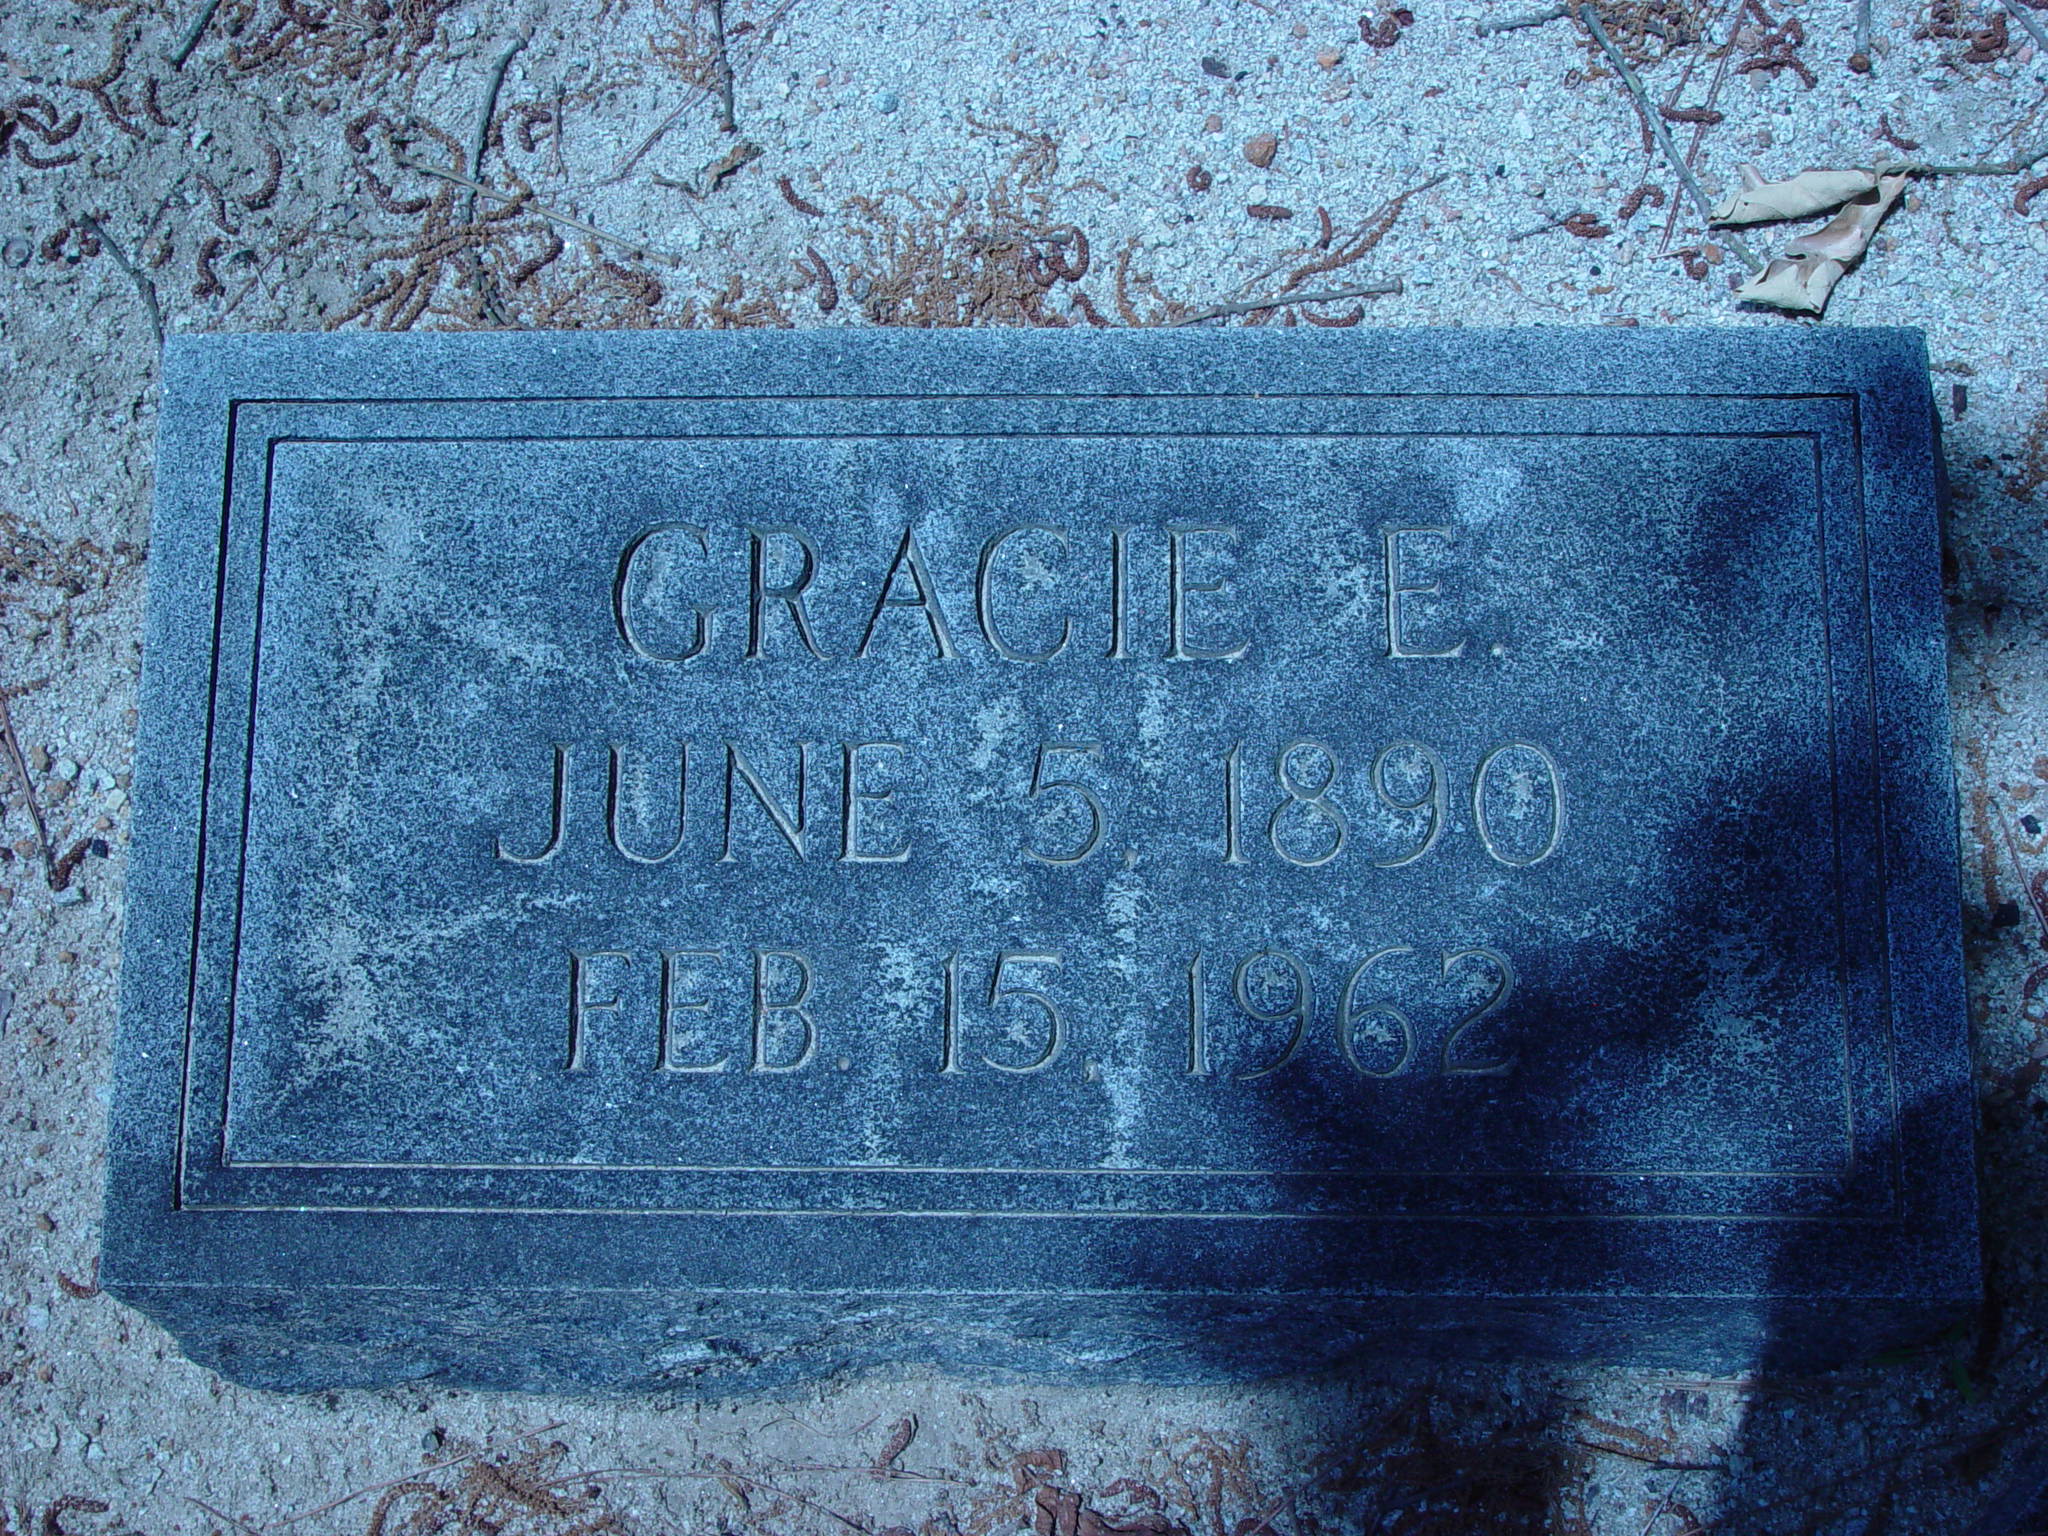 GRACIE E.
JUNE 5, 1890
FEB. 15, 1962